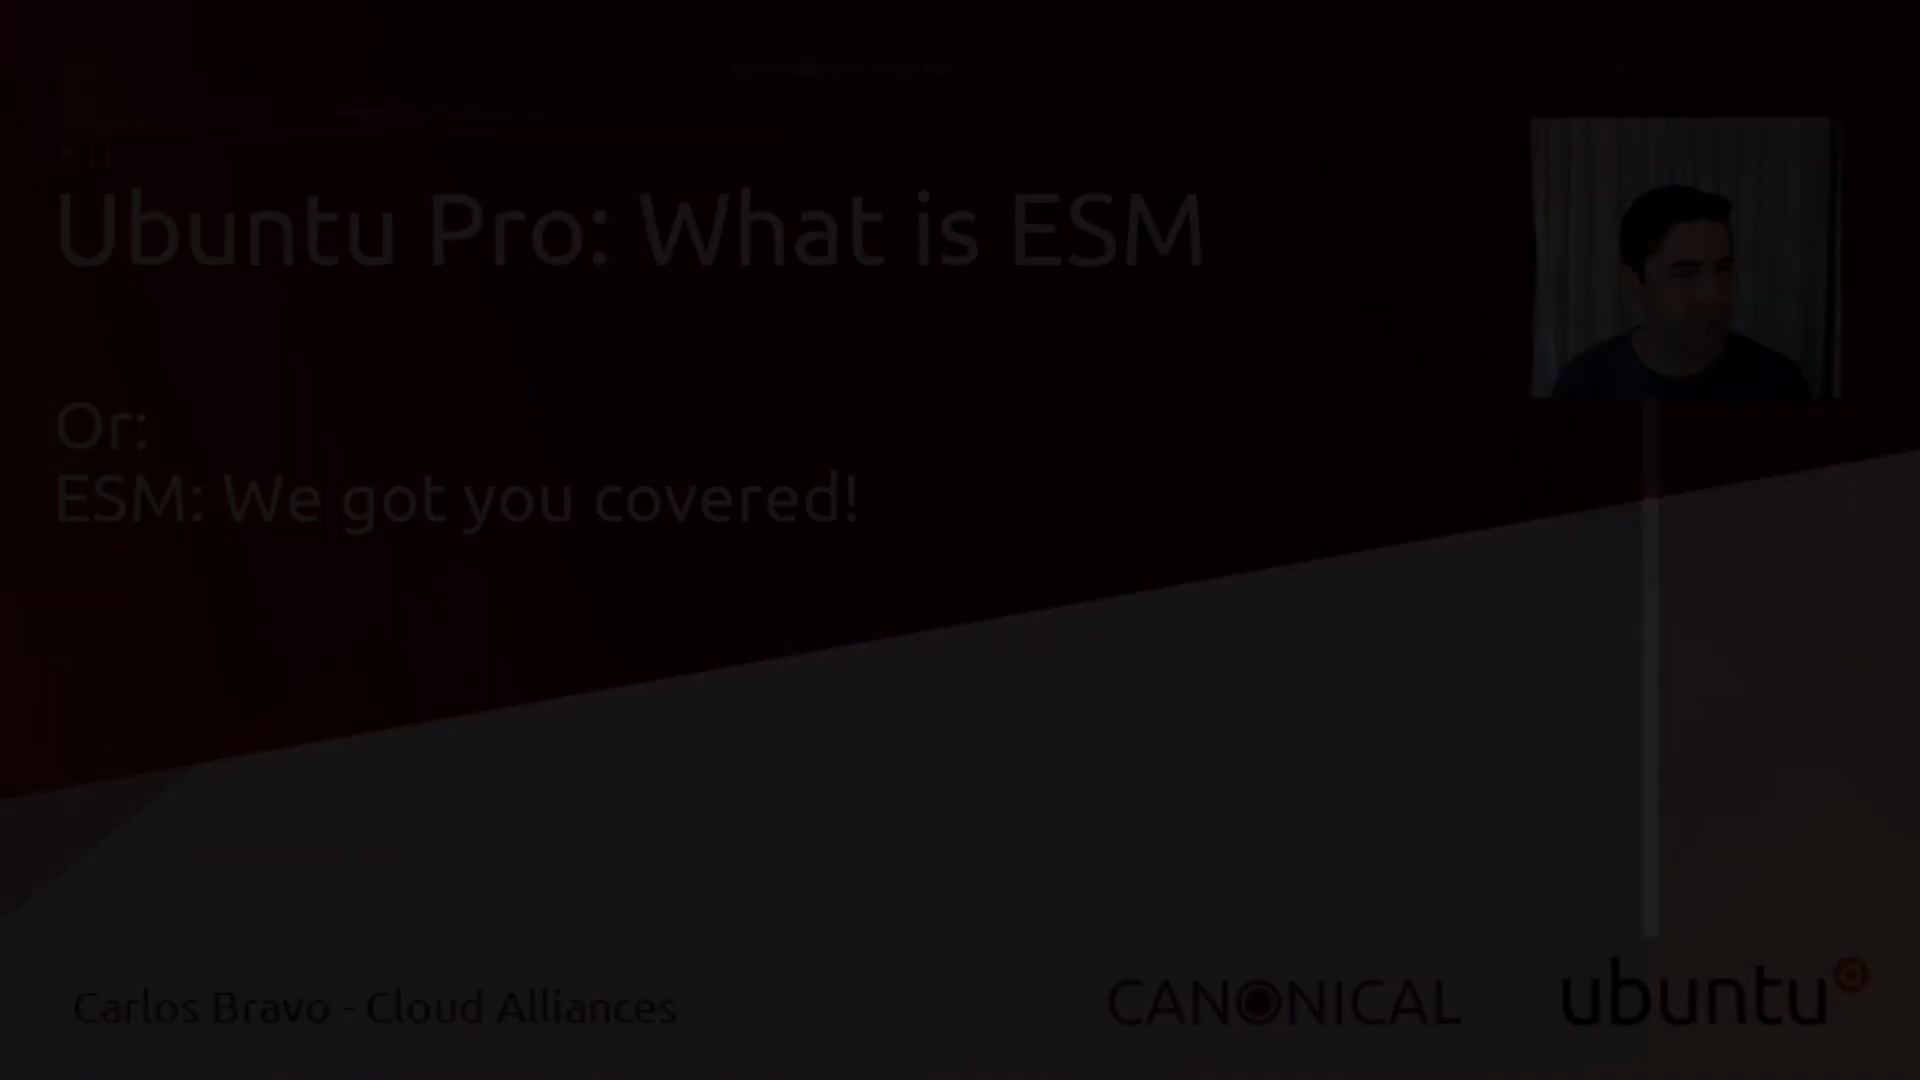 Ubuntu Pro: What is ESM
Or:
ESM: We got you covered!
Carlos Bravo - Cloud Alliances
CANONICAL
ubuntu